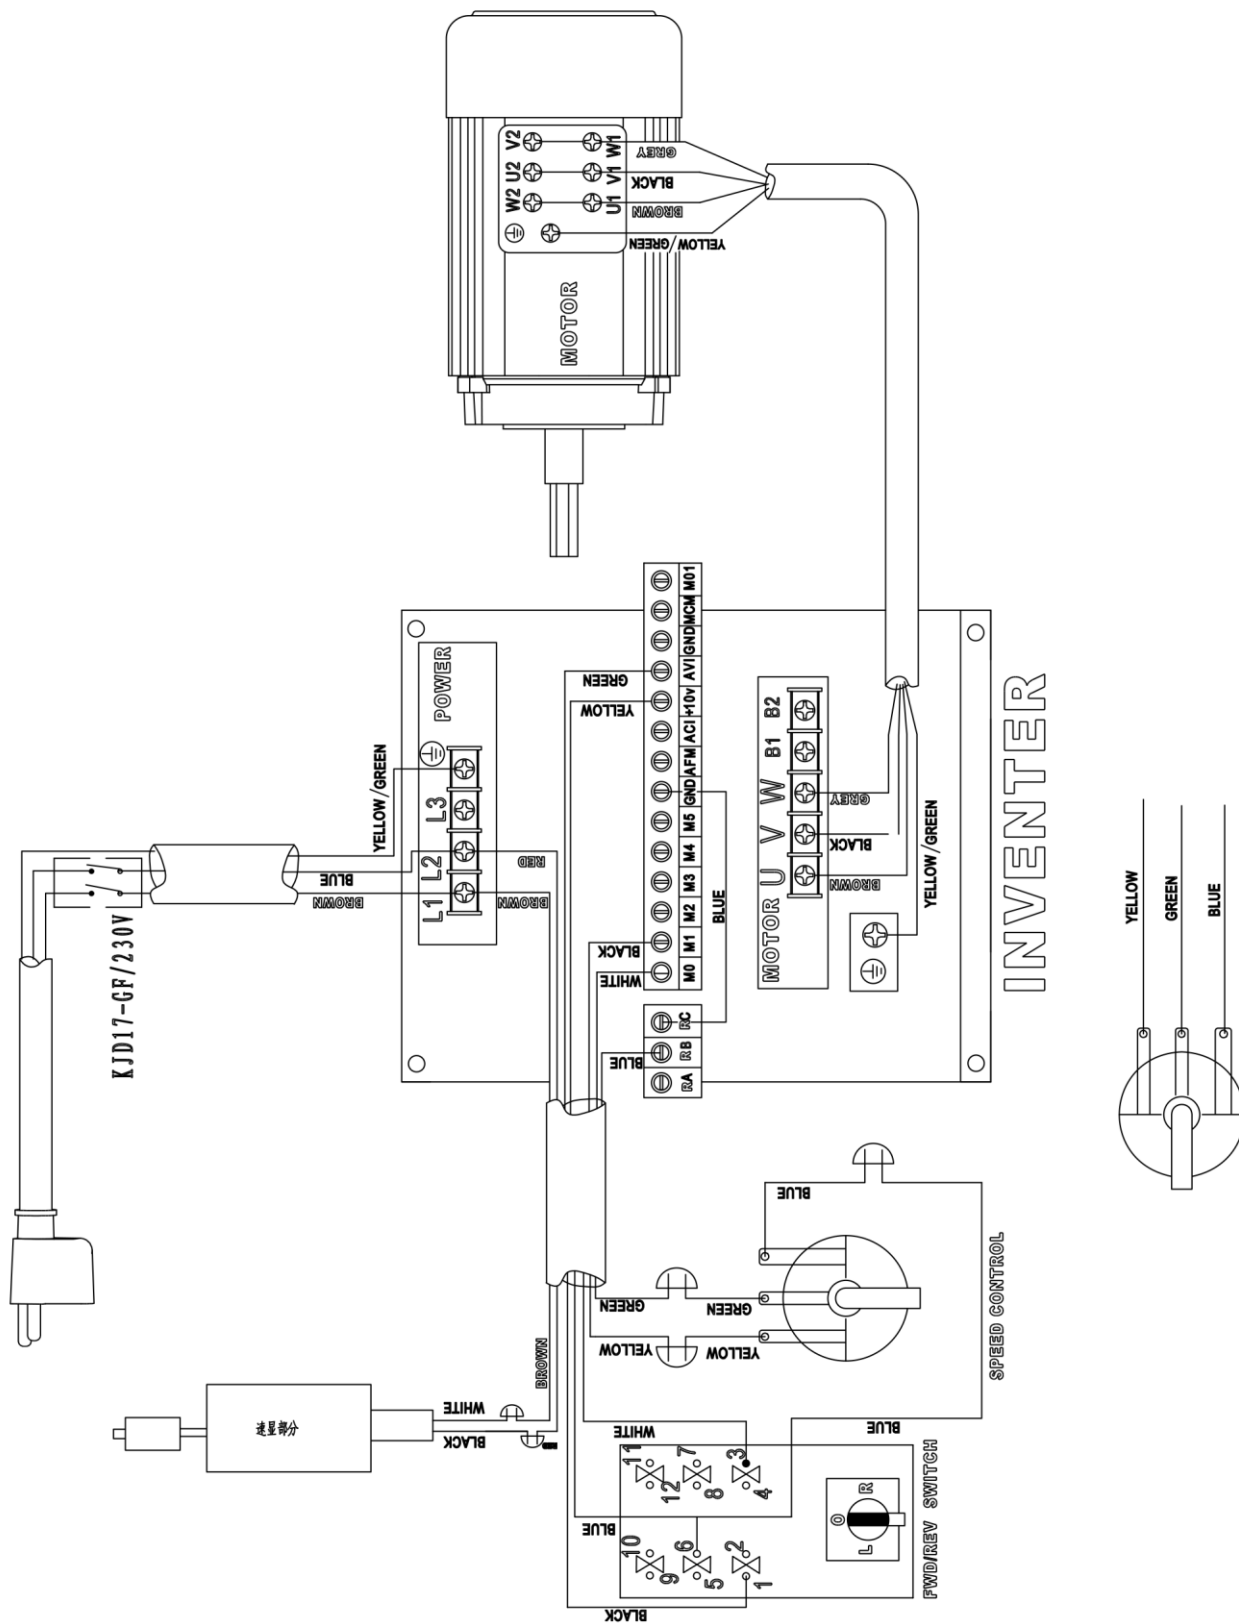 V2
U2
W2
W1
V1
U1
GREY
BLACK
BROWN
YELLOW/GREEN
MOTOR
POWER
L3
L2
L1
YELLOW/GREEN
BLUE
BROWN
RED
BROWN
KJD17-GF/230V
M01
MCM
GND
AVI
+10v
ACI
AFM
GND
M5
M4
M3
M2
M1
M0
RC
RB
RA
GREEN
YELLOW
BLACK
WHITE
BLUE
BLUE
MOTOR U V W B1 B2
GREY
BLACK
BROWN
YELLOW/GREEN
INVENTER
YELLOW
GREEN
BLUE
BLUE
GREEN
GREEN
YELLOW
YELLOW
SPEED CONTROL
BROWN
WHITE
BLACK
RED
速显部分
WHITE
BLUE
BLUE
BLACK
11
12
7
8
3
4
10
9
6
5
2
1
L O R
FWD/REV SWITCH